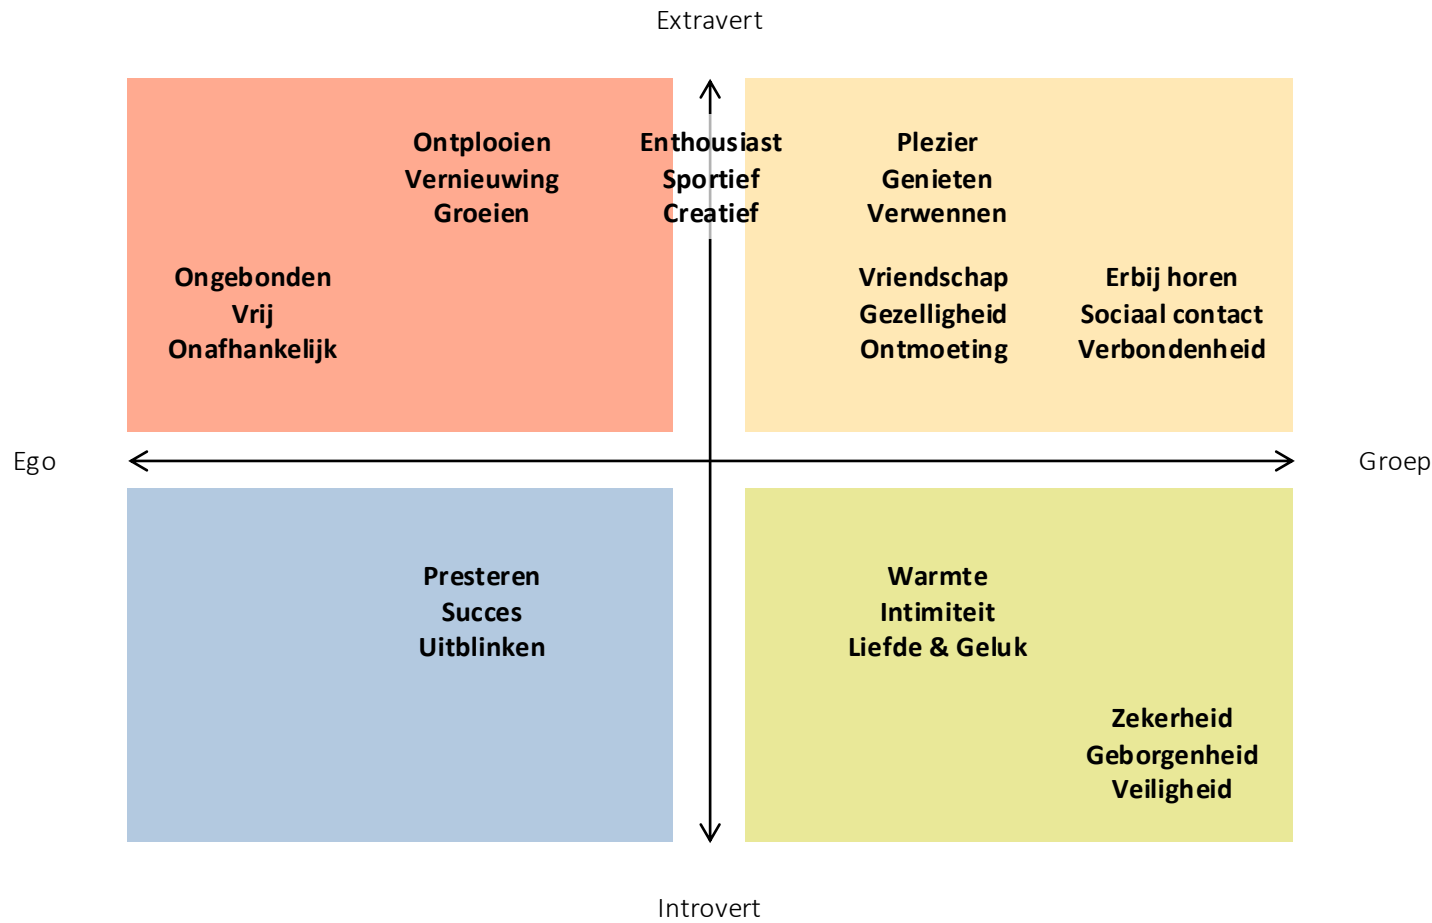 Extravert
Ontplooien
Vernieuwing
Groeien
Enthousiast
Sportief
Creatief
Plezier
Genieten
Verwennen
Ongebonden
Vrij
Onafhankelijk
Vriendschap
Gezelligheid
Ontmoeting
Erbij horen
Sociaal contact
Verbondenheid
Ego
Groep
Presteren
Succes
Uitblinken
Warmte
Intimiteit
Liefde & Geluk
Zekerheid
Geborgenheid
Veiligheid
Introvert